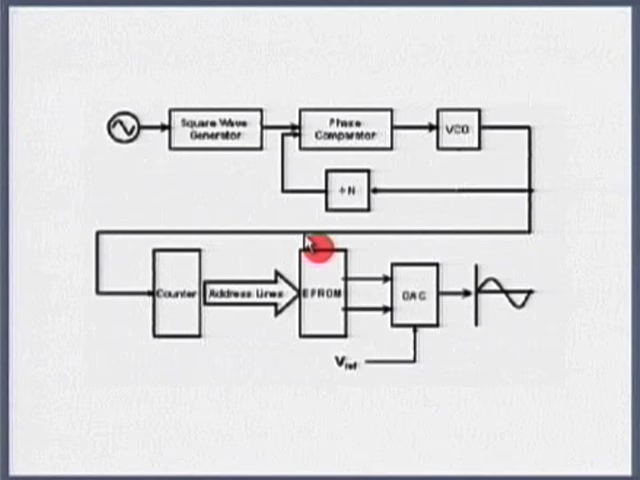 Square Wave
Generator
Phase
Comparator
VCO
÷N
Counter
Address Lines
EPROM
DAC
Vref